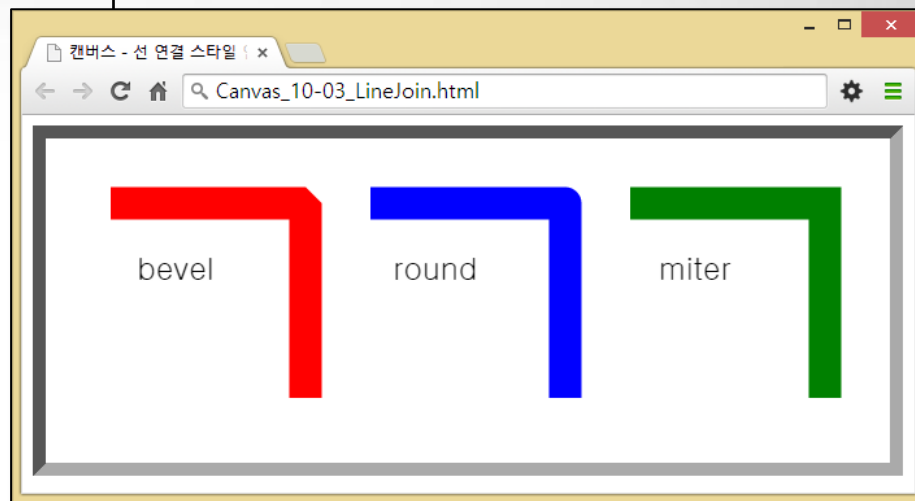 캔버스 - 선 연결 스타일
Canvas_10-03_LineJoin.html
bevel
round
miter